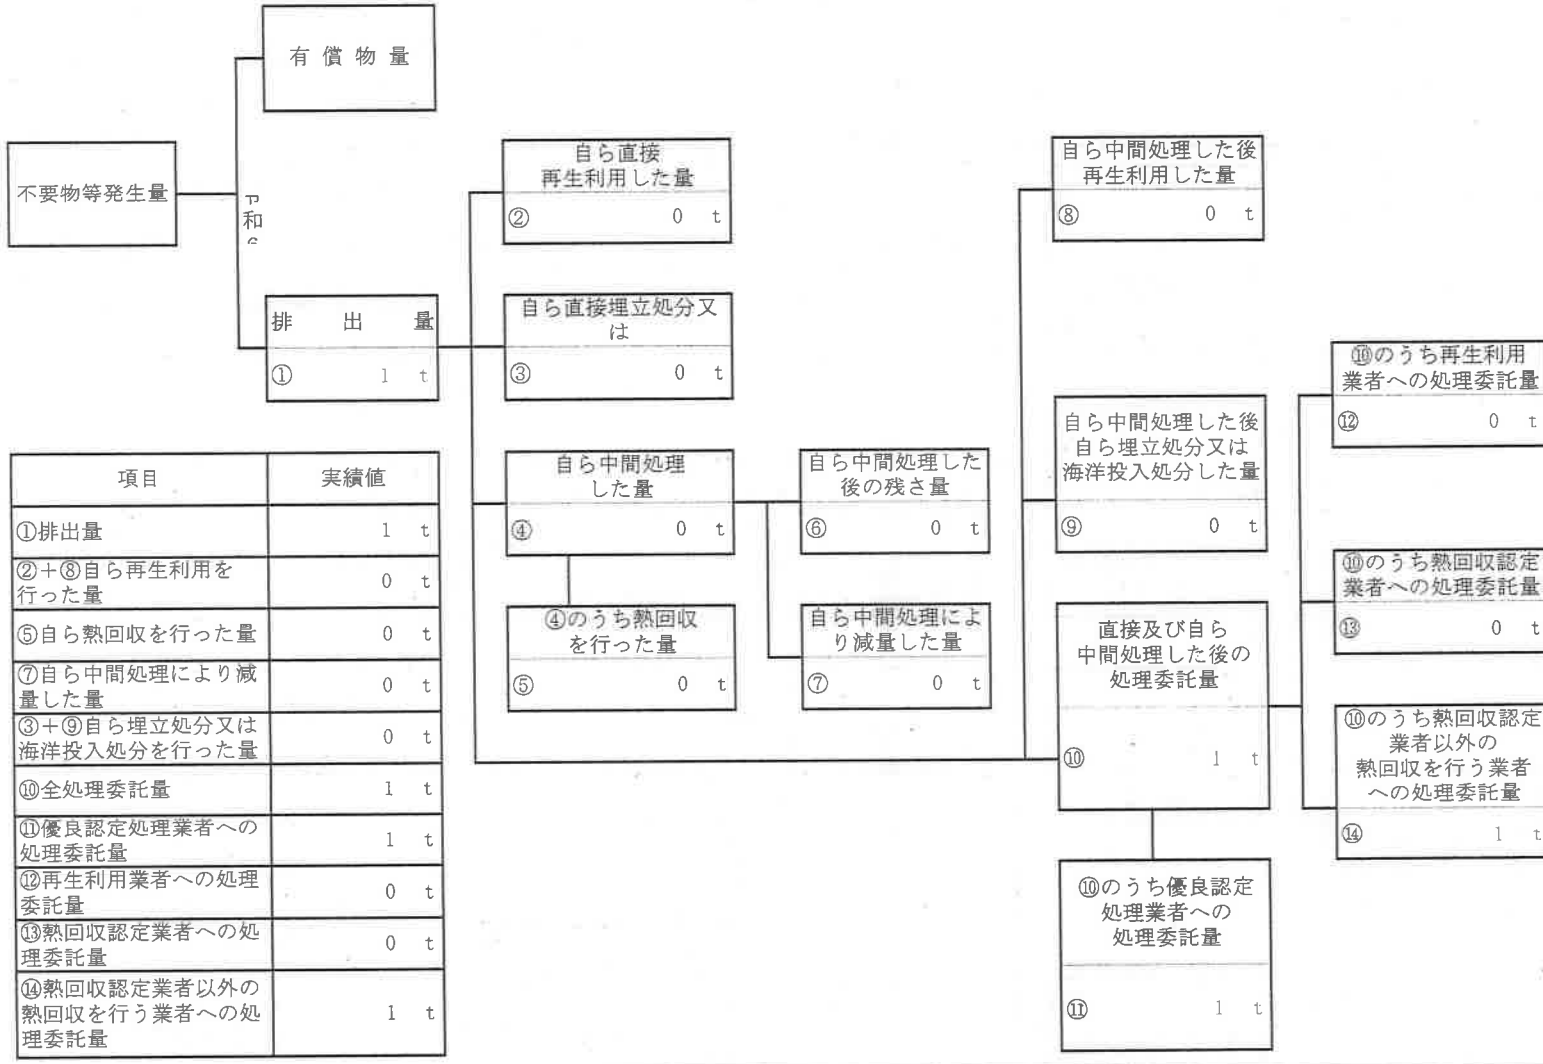 有償物量
不要物等発生量
和
排出量
① 1 t
自ら直接
再生利用した量
② 0 t
自ら直接埋立処分又
は
③ 0 t
自ら中間処理
した量
④ 0 t
④のうち熱回収
を行った量
⑤ 0 t
自ら中間処理した
後の残さ量
⑥ 0 t
自ら中間処理によ
り減量した量
⑦ 0 t
自ら中間処理した後
再生利用した量
⑧ 0 t
自ら中間処理した後
自ら埋立処分又は
海洋投入処分した量
⑨ 0 t
直接及び自ら
中間処理した後の
処理委託量
⑩ 1 t
⑩のうち優良認定
処理業者への
処理委託量
⑪ 1 t
⑩のうち再生利用
業者への処理委託量
⑫ 0 t
⑩のうち熱回収認定
業者への処理委託量
⑬ 0 t
⑩のうち熱回収認定
業者以外の
熱回収を行う業者
への処理委託量
⑭ 1 t
項目 実績値
①排出量 1 t
②+⑧自ら再生利用を
行った量 0 t
⑤自ら熱回収を行った量 0 t
⑦自ら中間処理により減
量した量 0 t
③+⑨自ら埋立処分又は
海洋投入処分を行った量 0 t
⑩全処理委託量 1 t
⑪優良認定処理業者への
処理委託量 1 t
⑫再生利用業者への処理
委託量 0 t
⑬熱回収認定業者への処
理委託量 0 t
⑭熱回収認定業者以外の
熱回収を行う業者への処
理委託量 1 t